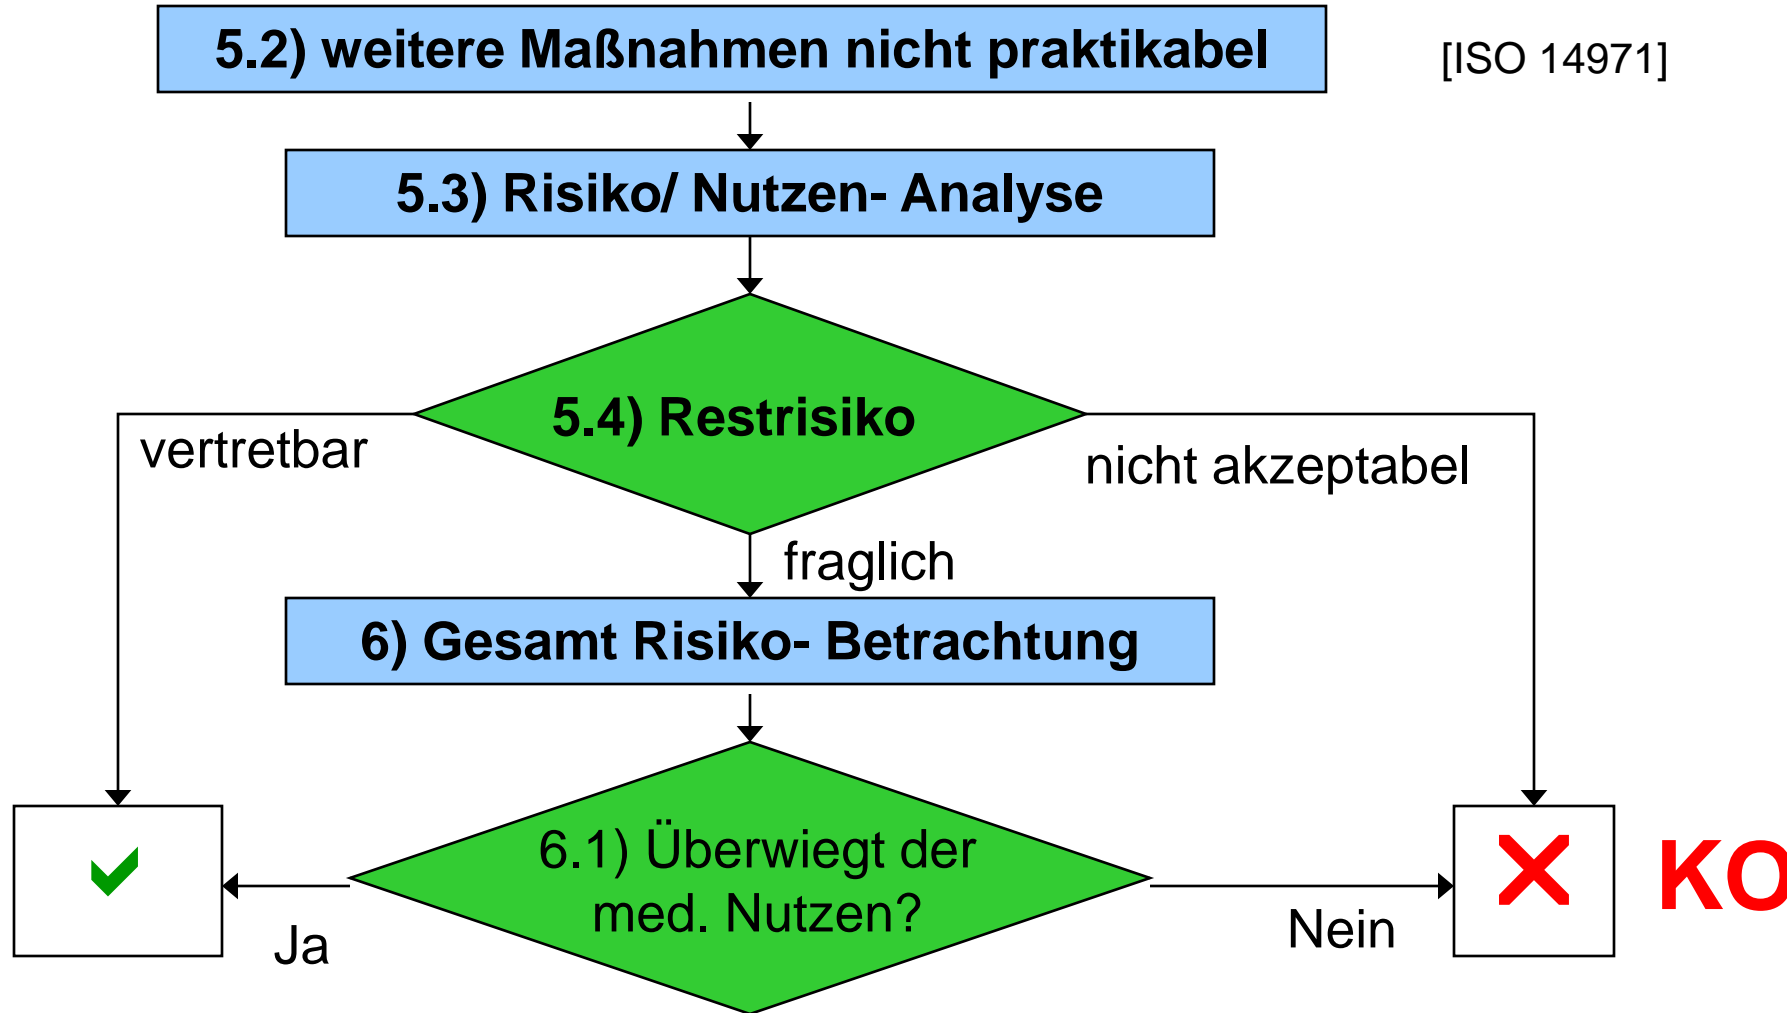 5.2) weitere Maßnahmen nicht praktikabel
[ISO 14971]
5.3) Risiko/ Nutzen- Analyse
5.4) Restrisiko
vertretbar
nicht akzeptabel
fraglich
6) Gesamt Risiko- Betrachtung
6.1) Überwiegt der
med. Nutzen?
KO
Ja
Nein